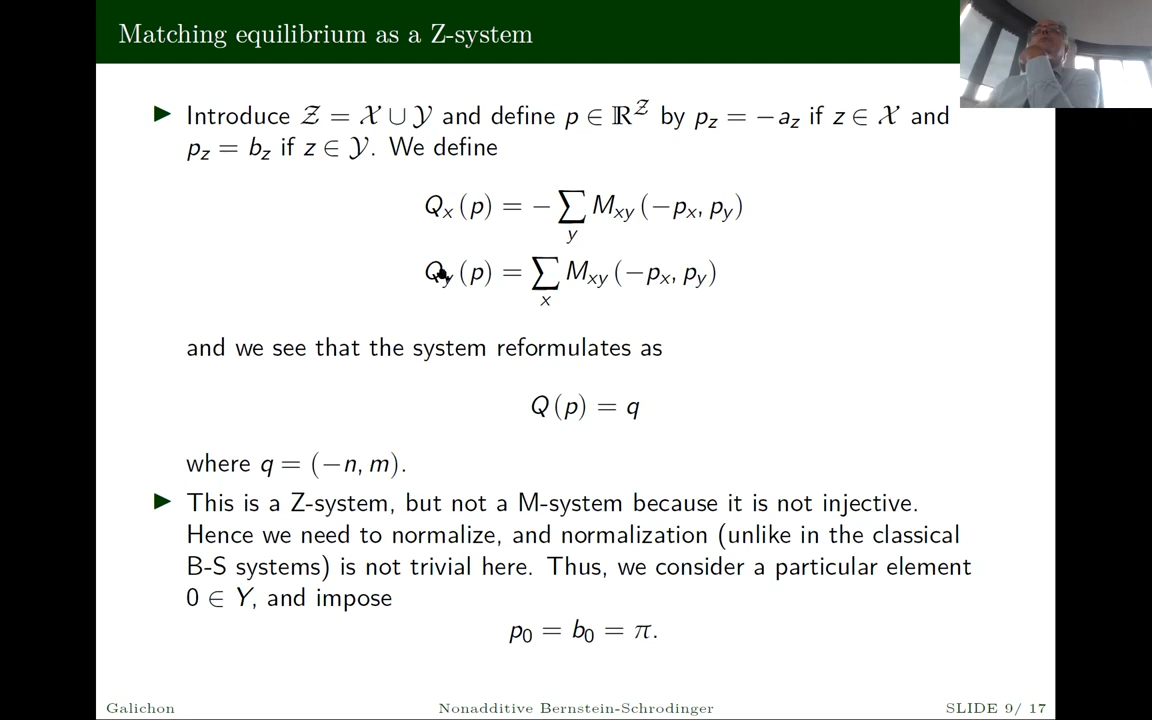 Matching equilibrium as a Z-system
▶ Introduce 𝒵 = 𝒳 ∪ 𝒴 and define p ∈ ℝ^𝒵 by p_z = −a_z if z ∈ 𝒳 and
p_z = b_z if z ∈ 𝒴. We define
Q_x (p) = − ∑_y M_xy (−p_x, p_y)
Q_y (p) = ∑_x M_xy (−p_x, p_y)
and we see that the system reformulates as
Q (p) = q
where q = (−n, m).
▶ This is a Z-system, but not a M-system because it is not injective.
Hence we need to normalize, and normalization (unlike in the classical
B-S systems) is not trivial here. Thus, we consider a particular element
0 ∈ Y, and impose
p_0 = b_0 = π.
Galichon Nonadditive Bernstein-Schrodinger SLIDE 9/ 17